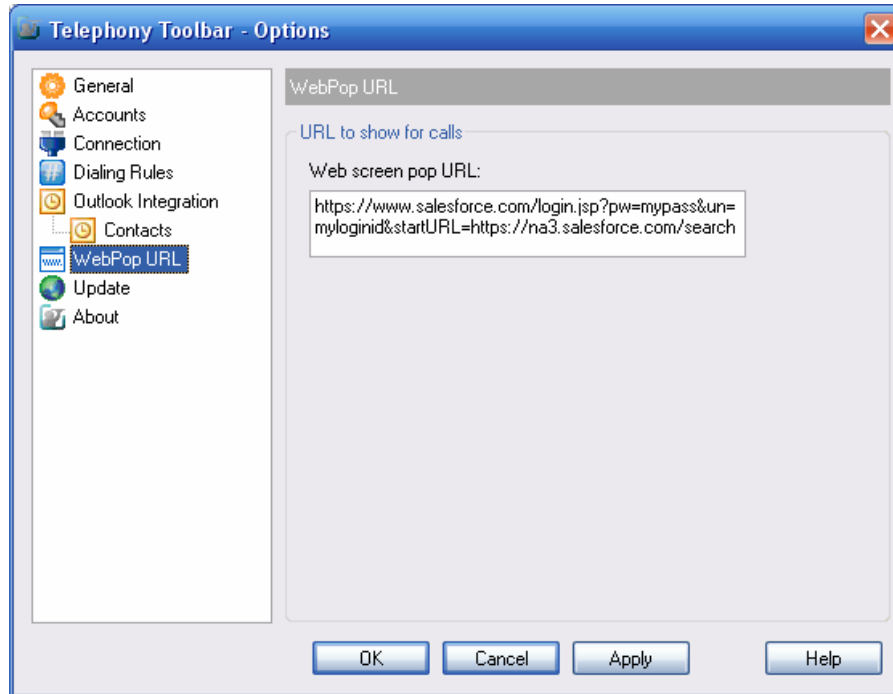 Telephony Toolbar - Options
General
Accounts
Connection
Dialing Rules
Outlook Integration
Contacts
WebPop URL
Update
About
WebPop URL
URL to show for calls
Web screen pop URL:
https://www.salesforce.com/login.jsp?pw=mypass&un=
myloginid&startURL=https://na3.salesforce.com/search
OK
Cancel
Apply
Help